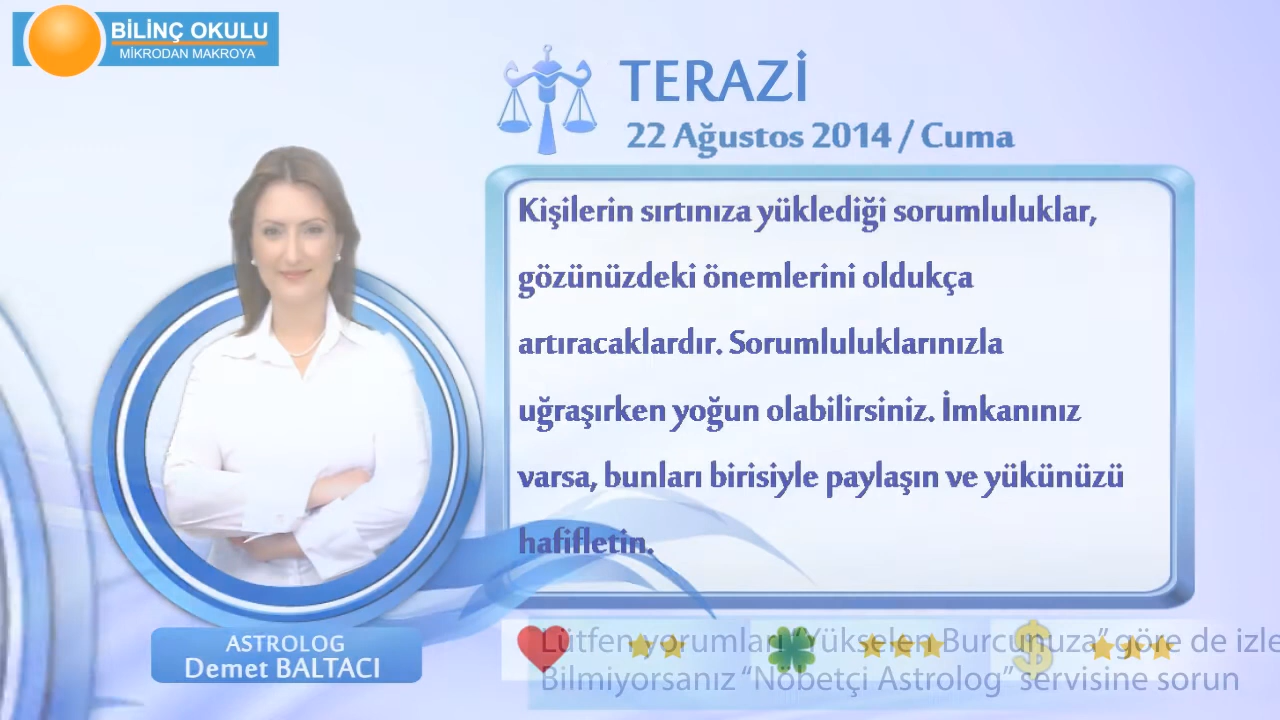 BİLİNÇ OKULU
MİKRODAN MAKROYA
TERAZİ
22 Ağustos 2014 / Cuma
Kişilerin sırtınıza yüklediği sorumluluklar,
gözünüzdeki önemlerini oldukça
artıracaklardır. Sorumluluklarınızla
uğraşırken yoğun olabilirsiniz. İmkanınız
varsa, bunları birisiyle paylaşın ve yükünüzü
hafifletin.
ASTROLOG
Demet BALTACI
Lütfen yorumları "Yükselen Burcunuza" göre de izle
Bilmiyorsanız "Nöbetçi Astrolog" servisine sorun